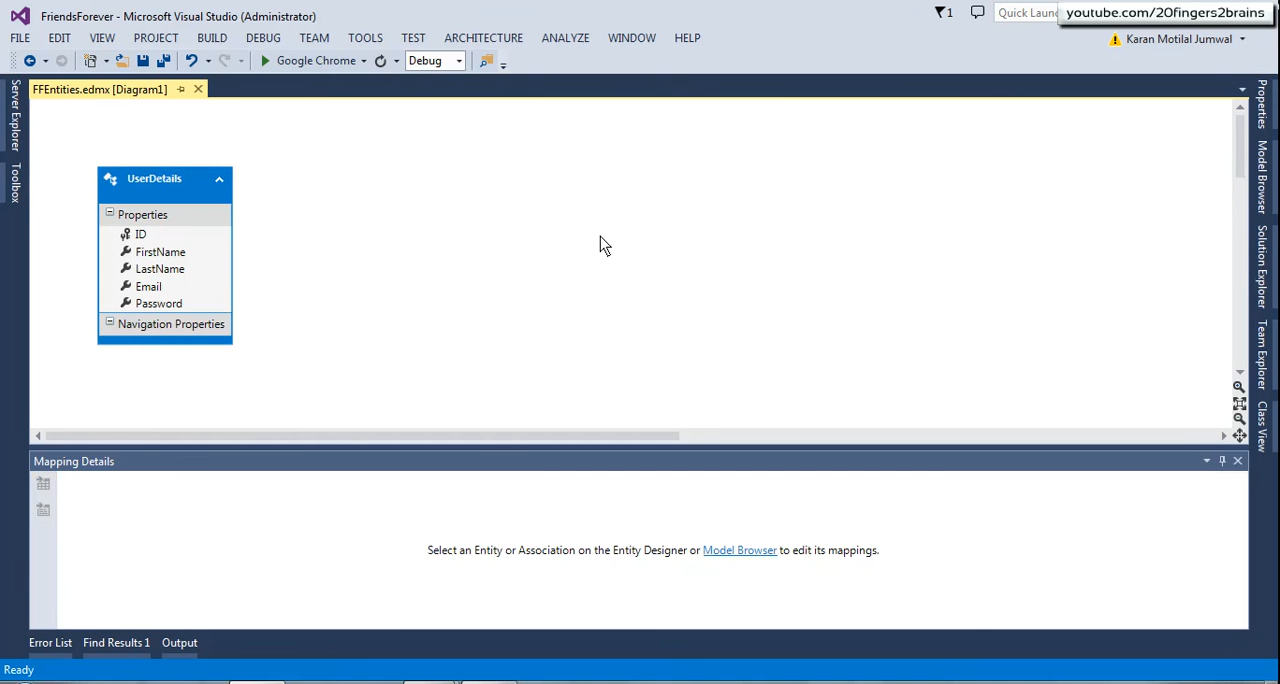 FriendsForever - Microsoft Visual Studio (Administrator)
1
Quick Laun
youtube.com/20fingers2brains
FILE EDIT VIEW PROJECT BUILD DEBUG TEAM TOOLS TEST ARCHITECTURE ANALYZE WINDOW HELP
Karan Motilal Jumwal
Google Chrome
Debug
FFEntities.edmx [Diagram1]
Server Explorer
Toolbox
Properties
Model Browser
Solution Explorer
Team Explorer
Class View
UserDetails
Properties
ID
FirstName
LastName
Email
Password
Navigation Properties
Mapping Details
Select an Entity or Association on the Entity Designer or Model Browser to edit its mappings.
Error List Find Results 1 Output
Ready